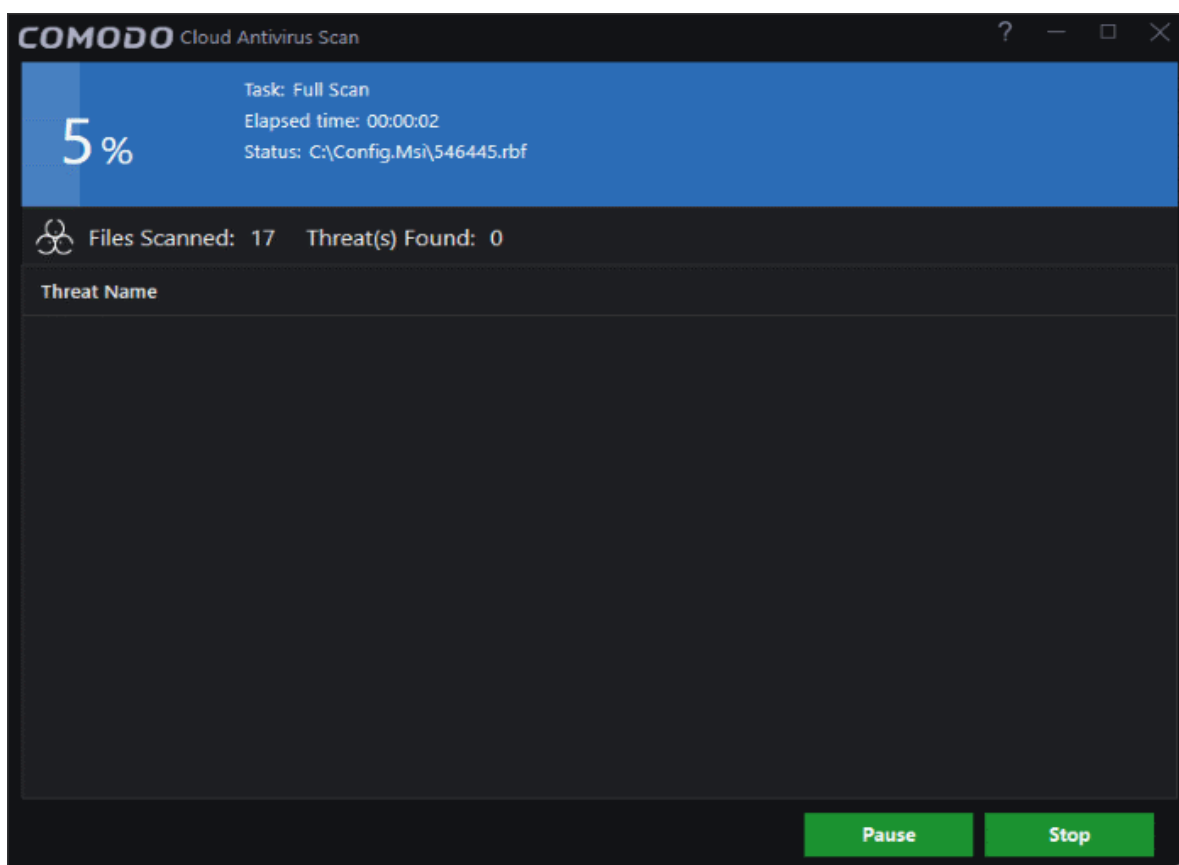 COMODO Cloud Antivirus Scan ?
5 %
Task: Full Scan
Elapsed time: 00:00:02
Status: C:\Config.Msi\546445.rbf
Files Scanned: 17 Threat(s) Found: 0
Threat Name
Pause Stop